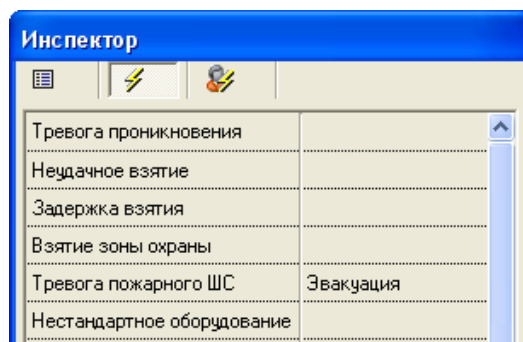 Инспектор
Тревога проникновения
Неудачное взятие
Задержка взятия
Взятие зоны охраны
Тревога пожарного ШС Эвакуация
Нестандартное оборудование